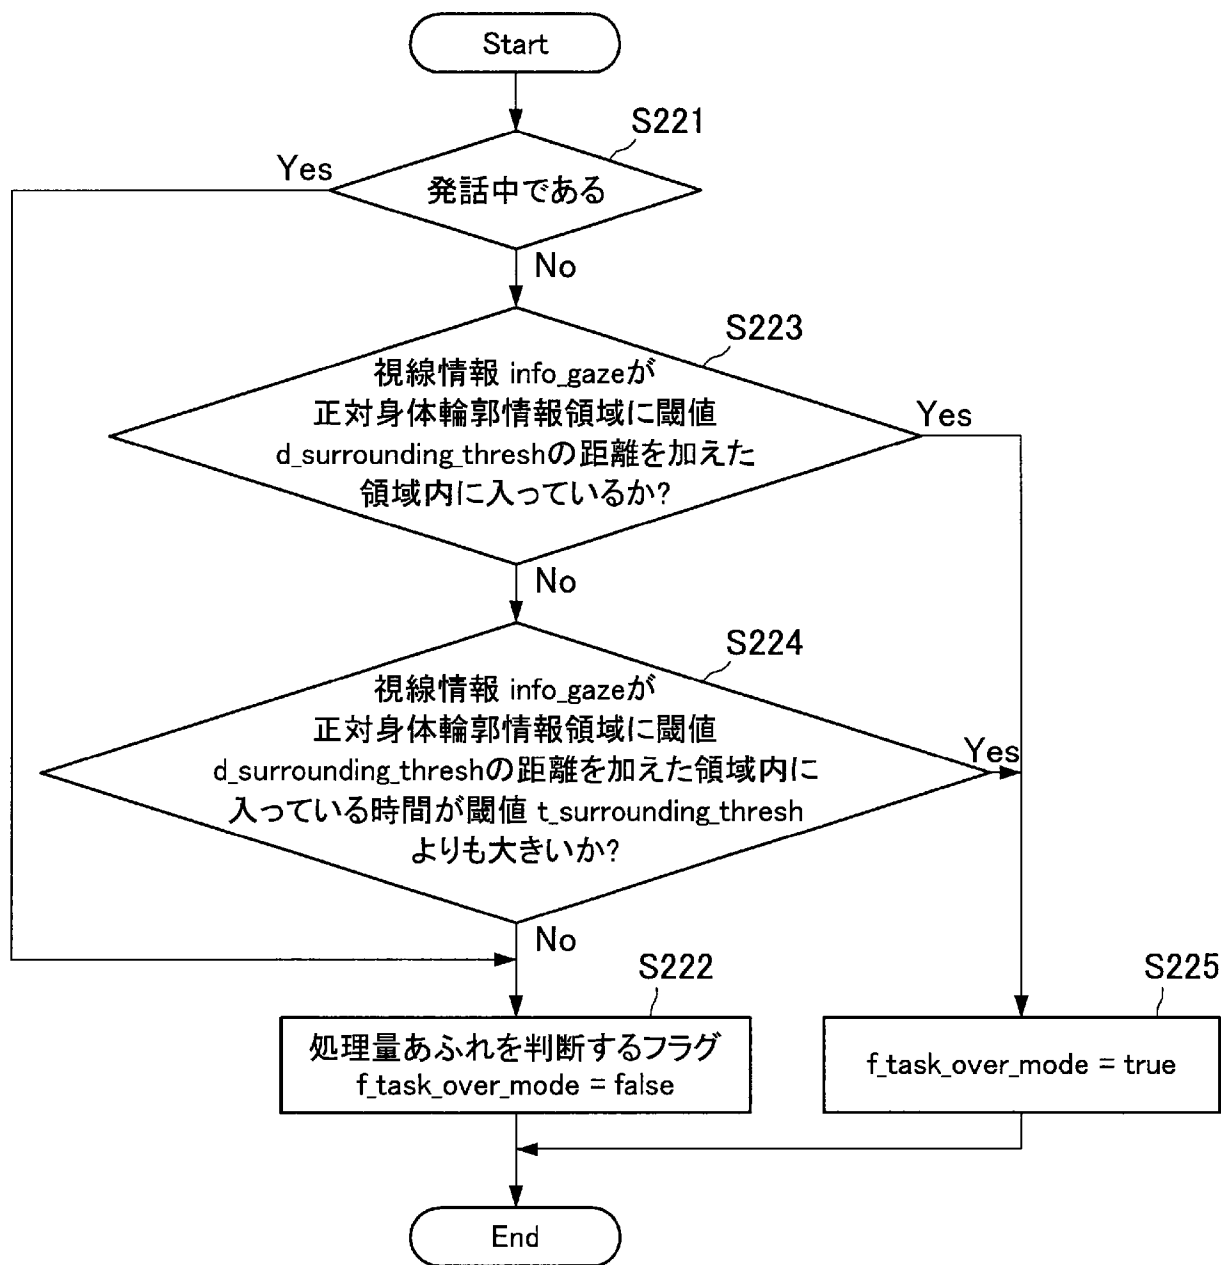 Start
S221
Yes
発話中である
No
S223
視線情報 info_gazeが
正対身体輪郭情報領域に閾値
Yes
d_surrounding_threshの距離を加えた
領域内に入っているか?
No
S224
視線情報 info_gazeが
正対身体輪郭情報領域に閾値
Yes
d_surrounding_threshの距離を加えた領域内に
入っている時間が閾値 t_surrounding_thresh
よりも大きいか?
No
S222
S225
処理量あふれを判断するフラグ
f_task_over_mode = false
f_task_over_mode = true
End